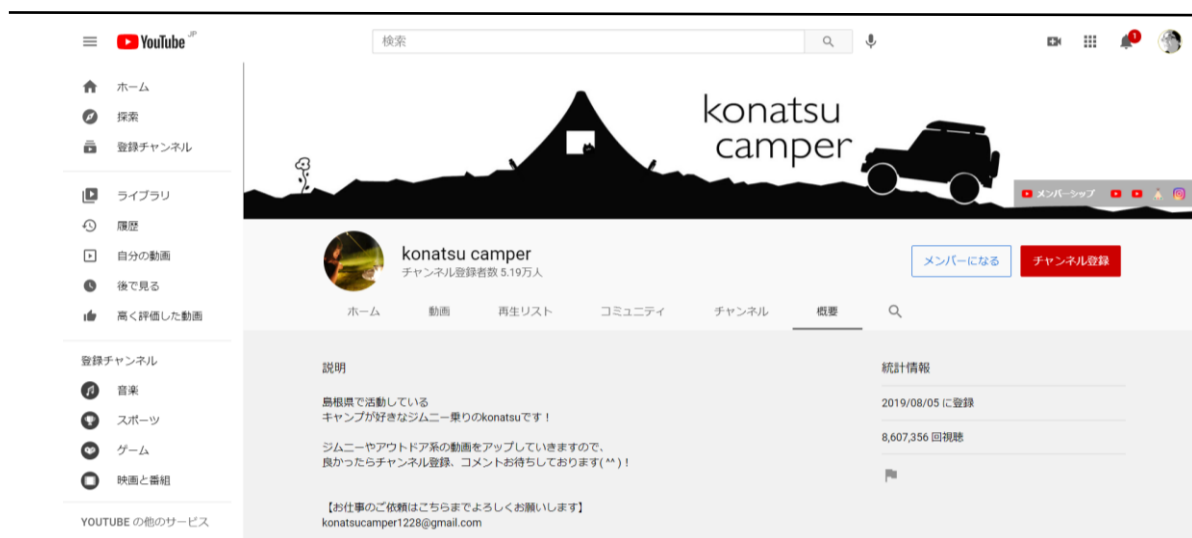 YouTube JP
検索
1
ホーム
探索
登録チャンネル
ライブラリ
履歴
自分の動画
後で見る
高く評価した動画
登録チャンネル
音楽
スポーツ
ゲーム
映画と番組
YOUTUBE の他のサービス
konatsu
camper
メンバーシップ
konatsu camper
チャンネル登録者数 5.19万人
メンバーになる
チャンネル登録
ホーム 動画 再生リスト コミュニティ チャンネル 概要
説明
島根県で活動している
キャンプが好きなジムニー乗りのkonatsuです！
ジムニーやアウトドア系の動画をアップしていきますので、
良かったらチャンネル登録、コメントお待ちしております( ^^ )！
【お仕事のご依頼はこちらまでよろしくお願いします】
konatsucamper1228@gmail.com
統計情報
2019/08/05 に登録
8,607,356 回視聴